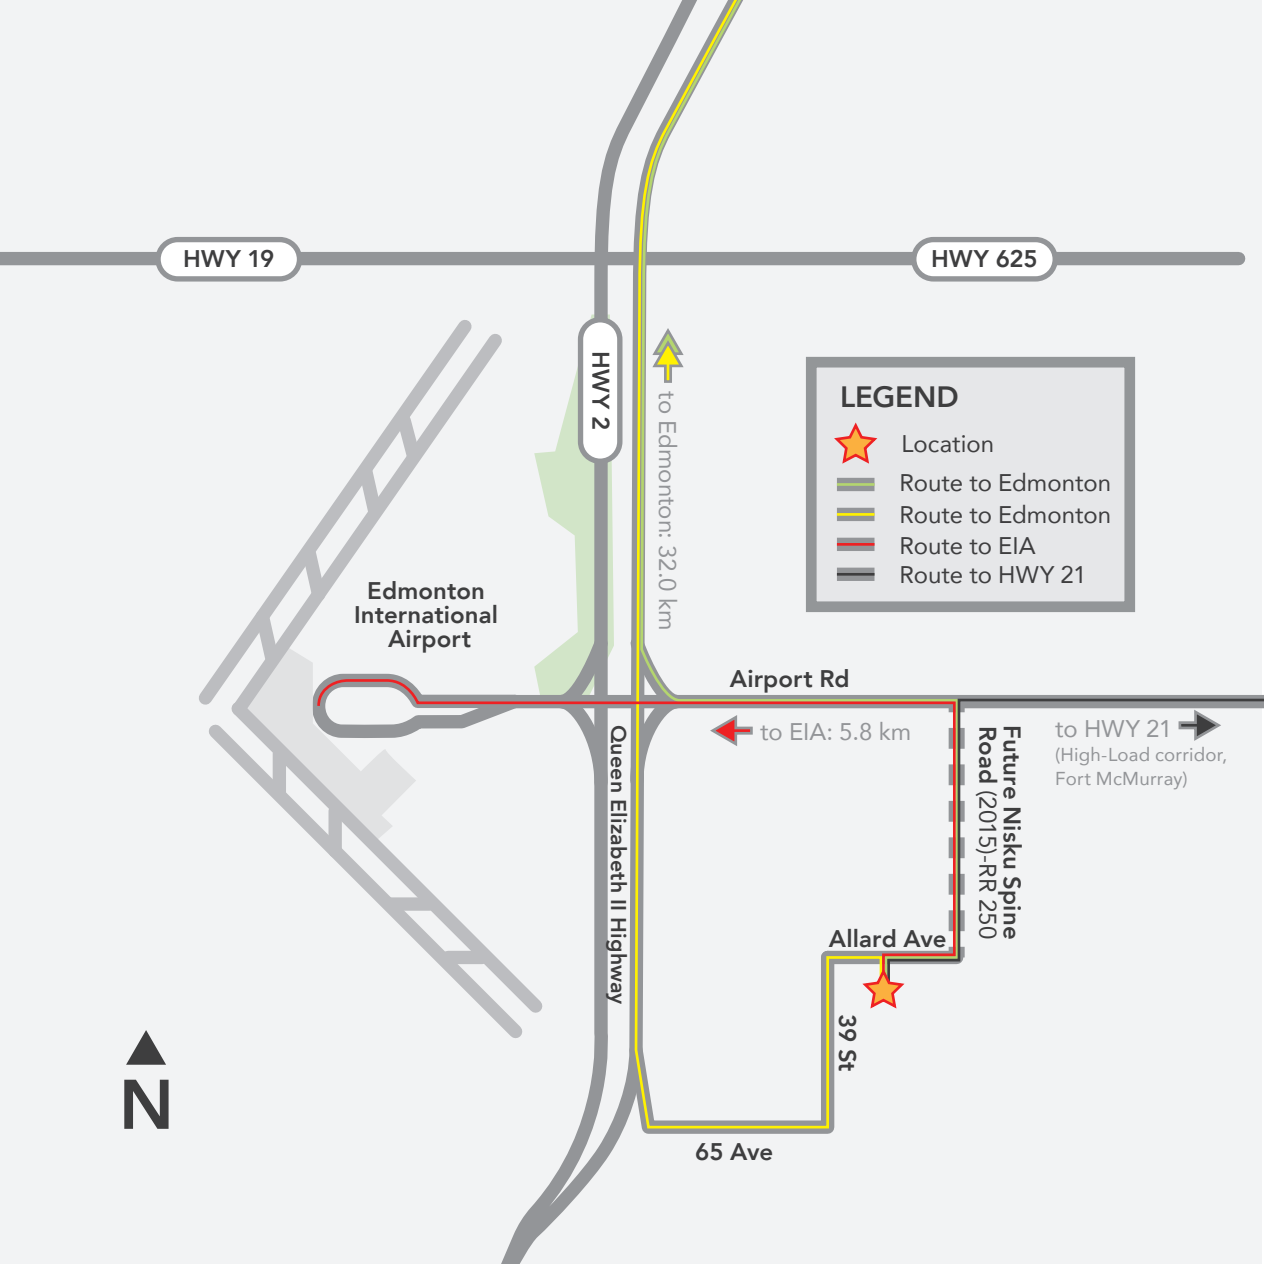 HWY 19
HWY 625
HWY 2
to Edmonton: 32.0 km
LEGEND
Location
Route to Edmonton
Route to Edmonton
Route to EIA
Route to HWY 21
Edmonton
International
Airport
Airport Rd
to EIA: 5.8 km
to HWY 21
(High-Load corridor,
Fort McMurray)
Queen Elizabeth II Highway
Future Nisku Spine
Road (2015)-RR 250
Allard Ave
39 St
65 Ave
N